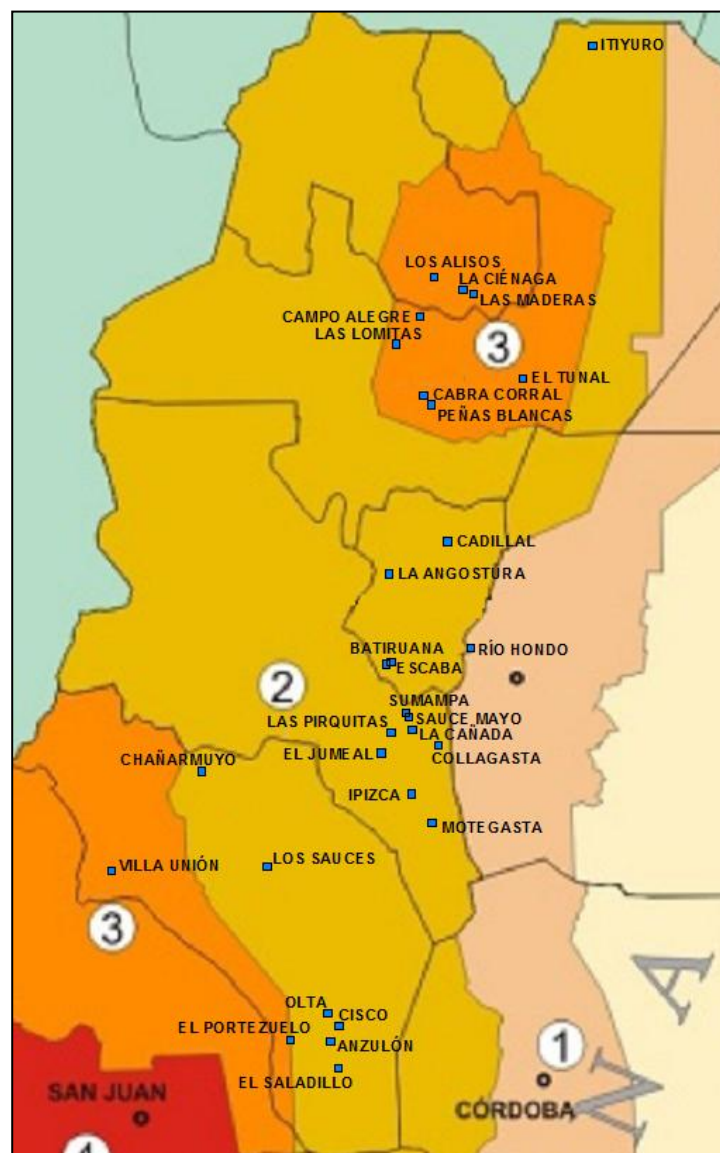 ITIYURO
LOS ALISOS
LA CIÉNAGA
LAS MADERAS
CAMPO ALEGRE
LAS LOMITAS
3
EL TUNAL
CABRA CORRAL
PEÑAS BLANCAS
CADILLAL
LA ANGOSTURA
BATIRUANA
RÍO HONDO
ESCABA
2
SUMAMPA
LAS PIRQUITAS
SAUCE MAYO
LA CAÑADA
EL JUMEAL
COLLAGASTA
CHAÑARMUYO
IPIZCA
MOTEGASTA
LOS SAUCES
VILLA UNIÓN
3
A
OLTA
CISCO
EL PORTEZUELO
ANZULÓN
1
EL SALADILLO
N
SAN JUAN
CÓRDOBA
4